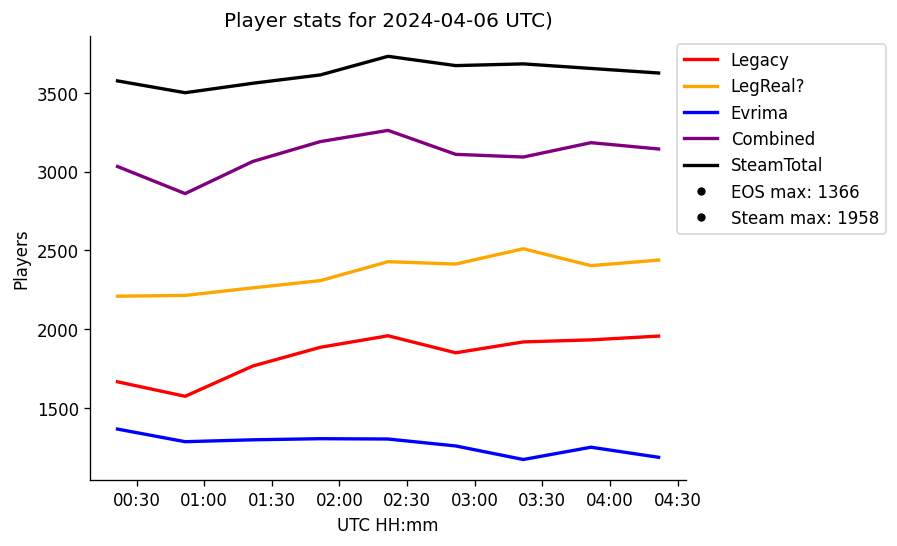 Player stats for 2024-04-06 UTC)
Players
3500
3000
2500
2000
1500
00:30 01:00 01:30 02:00 02:30 03:00 03:30 04:00 04:30
UTC HH:mm
Legacy
LegReal?
Evrima
Combined
SteamTotal
EOS max: 1366
Steam max: 1958